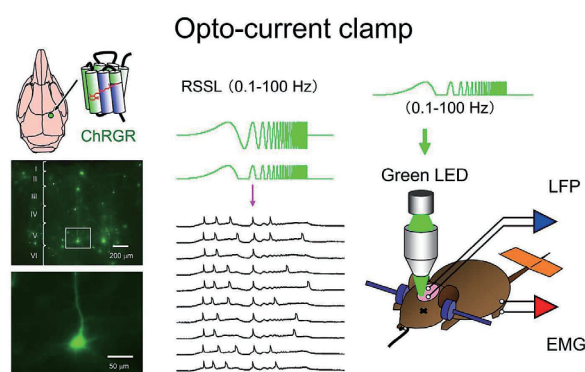 Opto-current clamp
ChRGR
I
II
III
IV
V
VI
200 µm
50 µm
RSSL (0.1-100 Hz)
(0.1-100 Hz)
Green LED
LFP
EMG